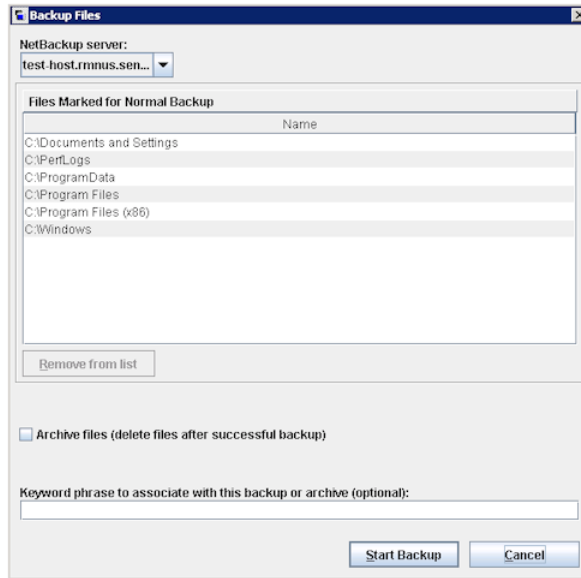 Backup Files
NetBackup server:
test-host.rmnus.sen...
Files Marked for Normal Backup
Name
C:\Documents and Settings
C:\PerfLogs
C:\ProgramData
C:\Program Files
C:\Program Files (x86)
C:\Windows
Remove from list
Archive files (delete files after successful backup)
Keyword phrase to associate with this backup or archive (optional):
Start Backup Cancel